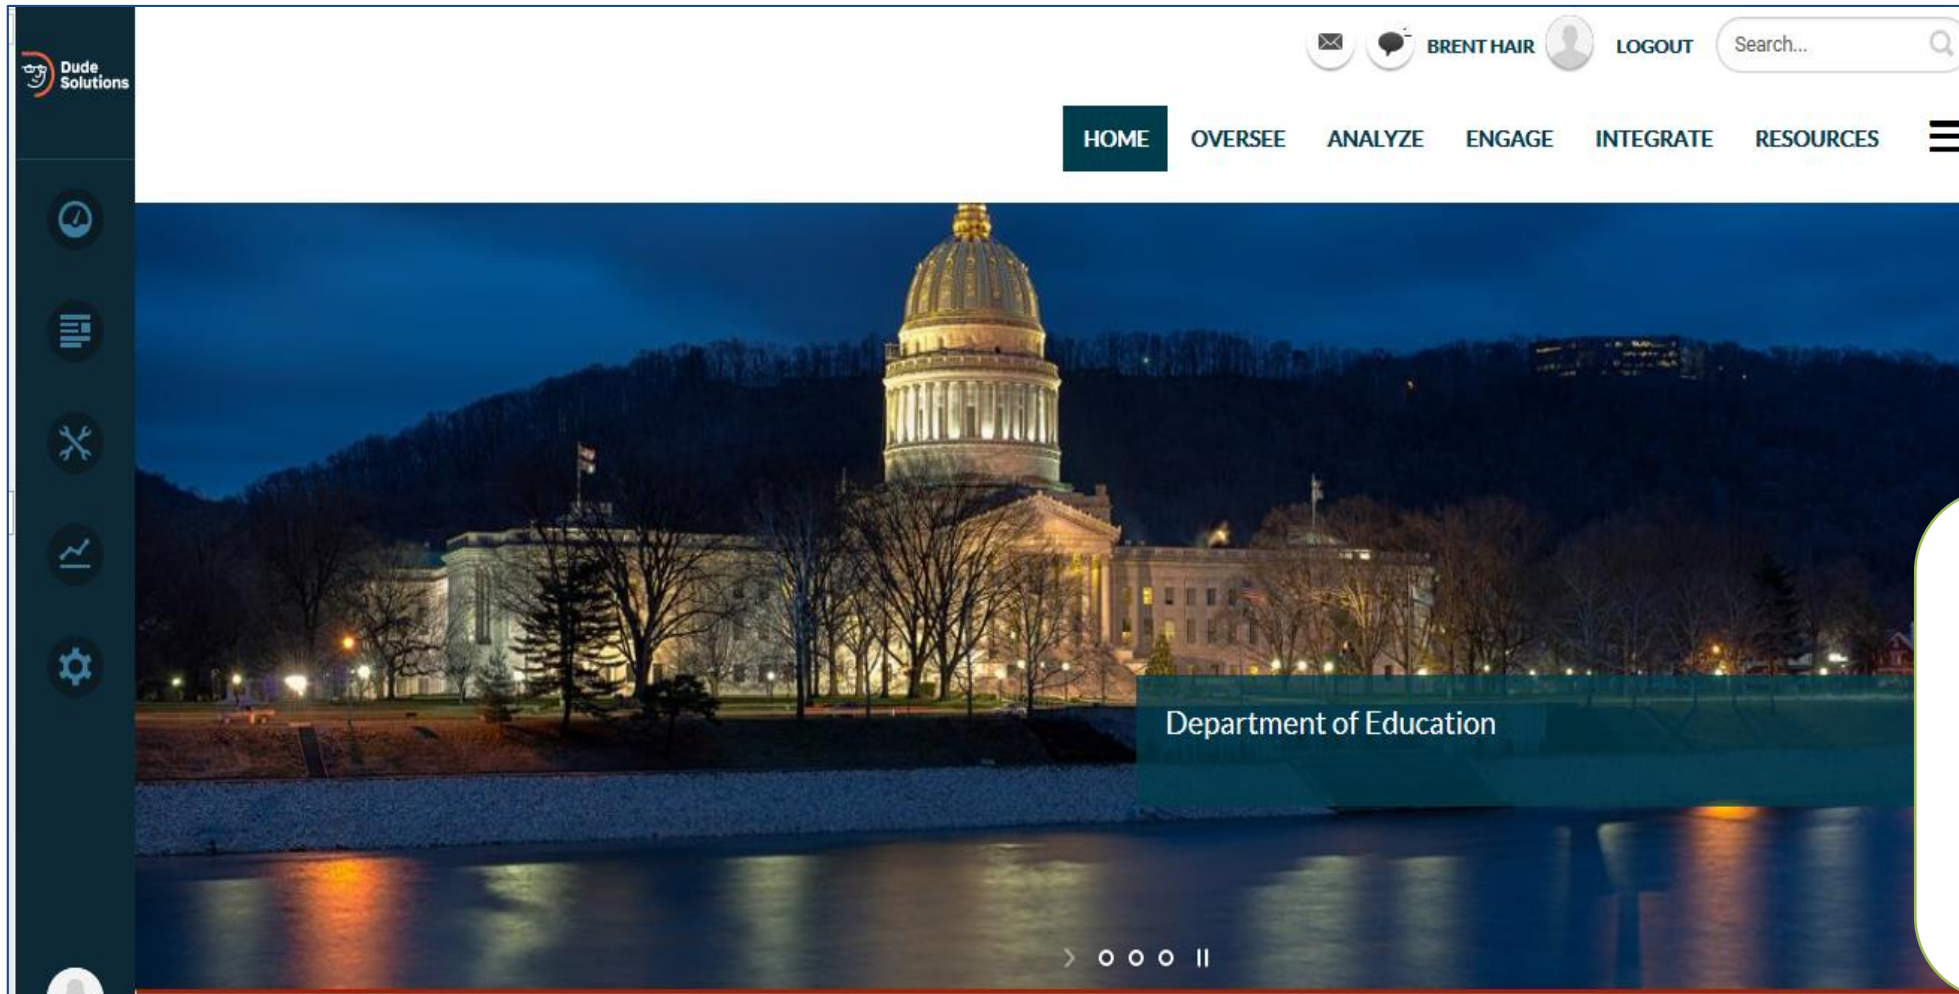 Dude
Solutions
BRENT HAIR
LOGOUT
Search...
HOME
OVERSEE
ANALYZE
ENGAGE
INTEGRATE
RESOURCES
Department of Education